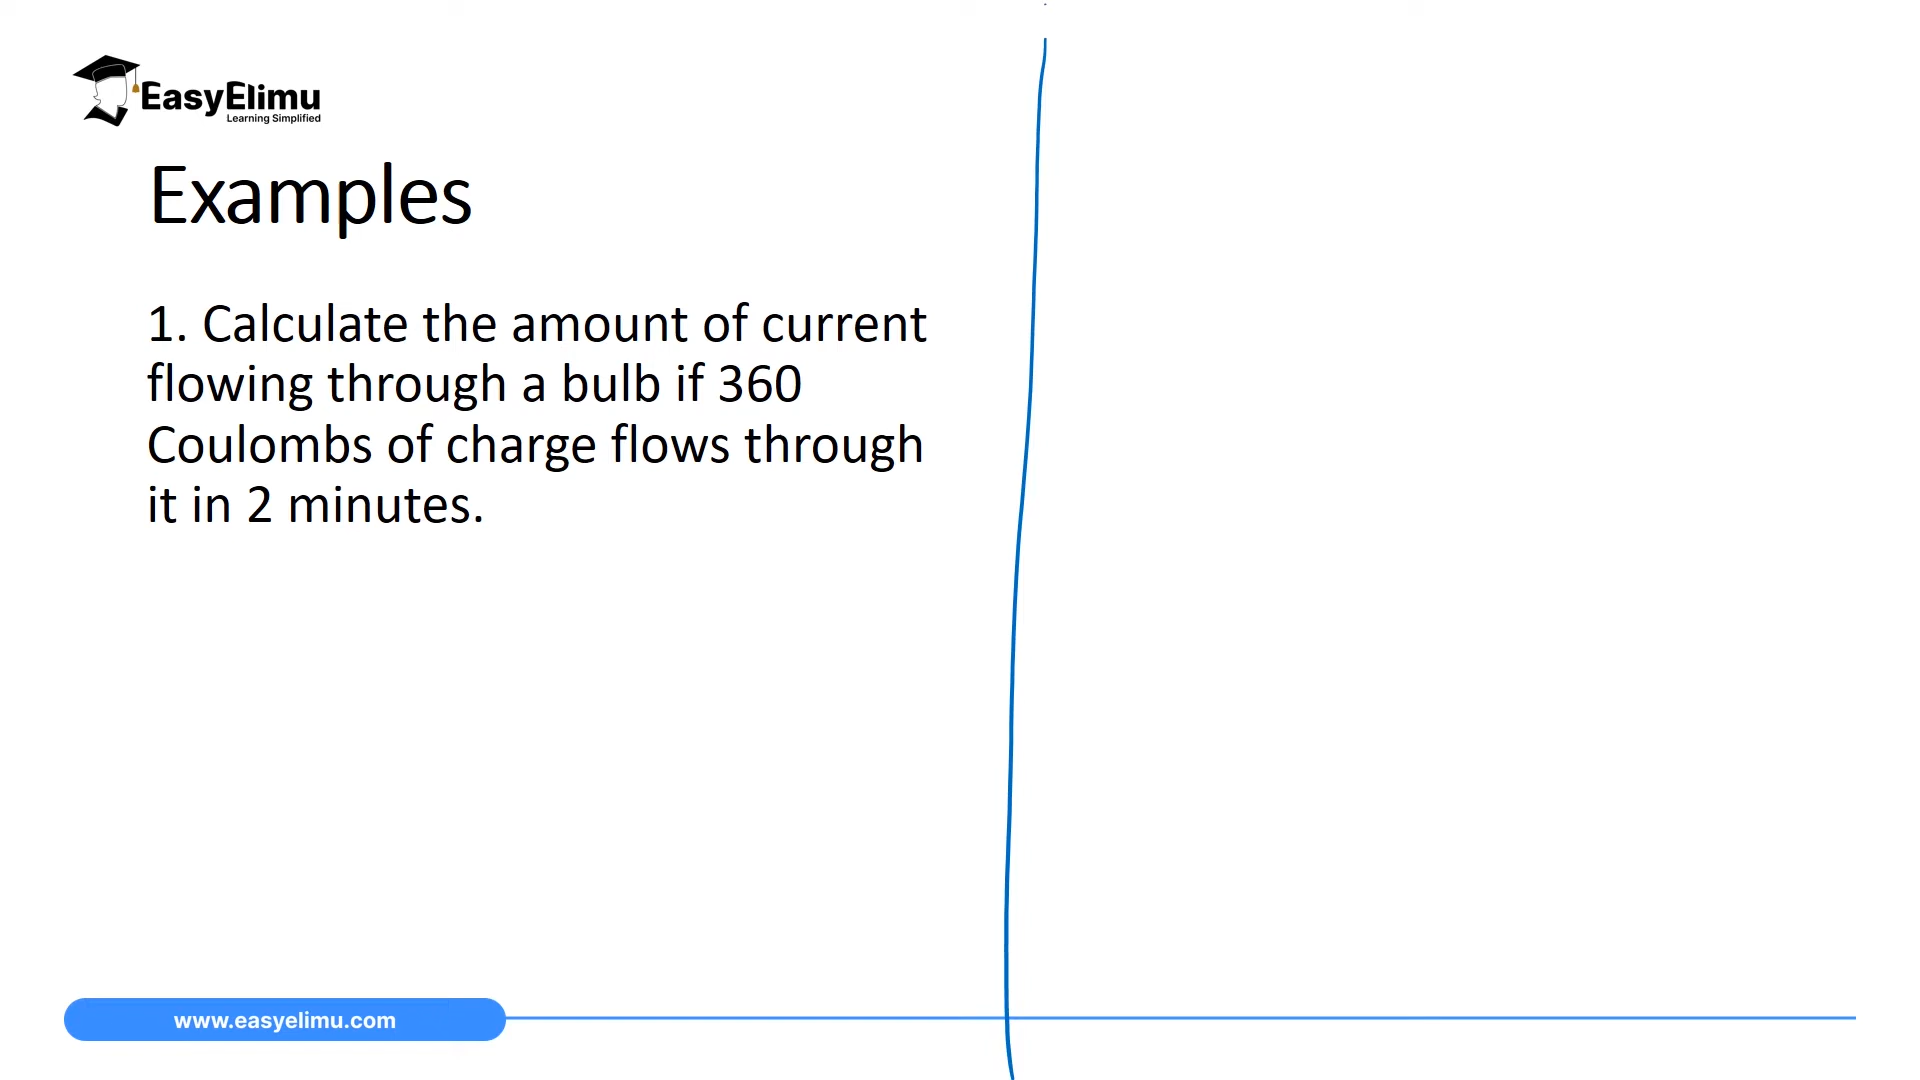 EasyElimu
Learning Simplified
Examples
1. Calculate the amount of current
flowing through a bulb if 360
Coulombs of charge flows through
it in 2 minutes.
www.easyelimu.com